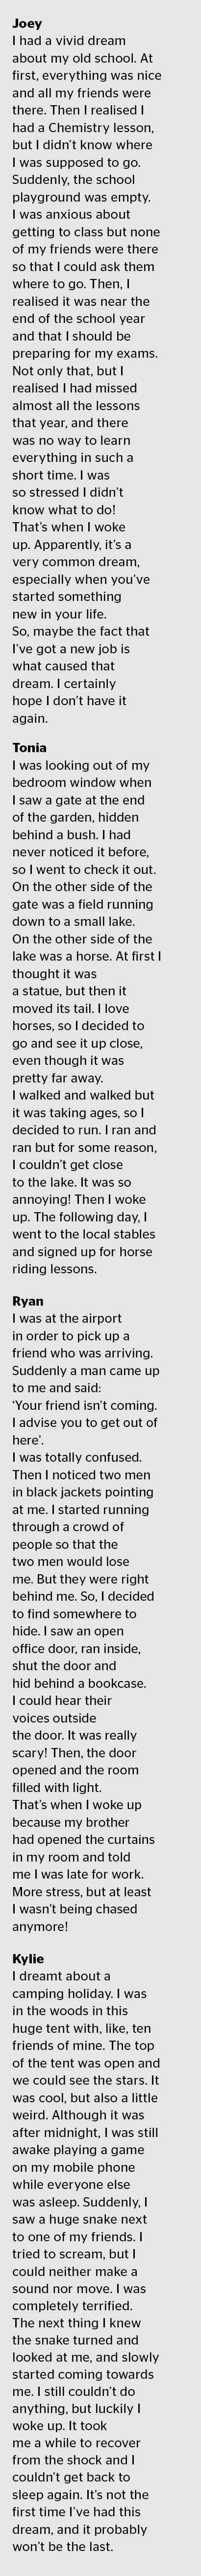 Joey
I had a vivid dream
about my old school. At
first, everything was nice
and all my friends were
there. Then I realised I
had a Chemistry lesson,
but I didn't know where
I was supposed to go.
Suddenly, the school
playground was empty.
I was anxious about
getting to class but none
of my friends were there
so that I could ask them
where to go. Then, I
realised it was near the
end of the school year
and that I should be
preparing for my exams.
Not only that, but I
realised I had missed
almost all the lessons
that year, and there
was no way to learn
everything in such a
short time. I was
so stressed I didn't
know what to do!
That's when I woke
up. Apparently, it's a
very common dream,
especially when you've
started something
new in your life.
So, maybe the fact that
I've got a new job is
what caused that
dream. I certainly
hope I don't have it
again.
Tonia
I was looking out of my
bedroom window when
I saw a gate at the end
of the garden, hidden
behind a bush. I had
never noticed it before,
so I went to check it out.
On the other side of the
gate was a field running
down to a small lake.
On the other side of the
lake was a horse. At first I
thought it was
a statue, but then it
moved its tail. I love
horses, so I decided to
go and see it up close,
even though it was
pretty far away.
I walked and walked but
it was taking ages, so I
decided to run. I ran and
ran but for some reason,
I couldn't get close
to the lake. It was so
annoying! Then I woke
up. The following day, I
went to the local stables
and signed up for horse
riding lessons.
Ryan
I was at the airport
in order to pick up a
friend who was arriving.
Suddenly a man came up
to me and said:
'Your friend isn't coming.
I advise you to get out of
here'.
I was totally confused.
Then I noticed two men
in black jackets pointing
at me. I started running
through a crowd of
people so that the
two men would lose
me. But they were right
behind me. So, I decided
to find somewhere to
hide. I saw an open
office door, ran inside,
shut the door and
hid behind a bookcase.
I could hear their
voices outside
the door. It was really
scary! Then, the door
opened and the room
filled with light.
That's when I woke up
because my brother
had opened the curtains
in my room and told
me I was late for work.
More stress, but at least
I wasn't being chased
anymore!
Kylie
I dreamt about a
camping holiday. I was
in the woods in this
huge tent with, like, ten
friends of mine. The top
of the tent was open and
we could see the stars. It
was cool, but also a little
weird. Although it was
after midnight, I was still
awake playing a game
on my mobile phone
while everyone else
was asleep. Suddenly, I
saw a huge snake next
to one of my friends. I
tried to scream, but I
could neither make a
sound nor move. I was
completely terrified.
The next thing I knew
the snake turned and
looked at me, and slowly
started coming towards
me. I still couldn't do
anything, but luckily I
woke up. It took
me a while to recover
from the shock and I
couldn't get back to
sleep again. It's not the
first time I've had this
dream, and it probably
won't be the last.